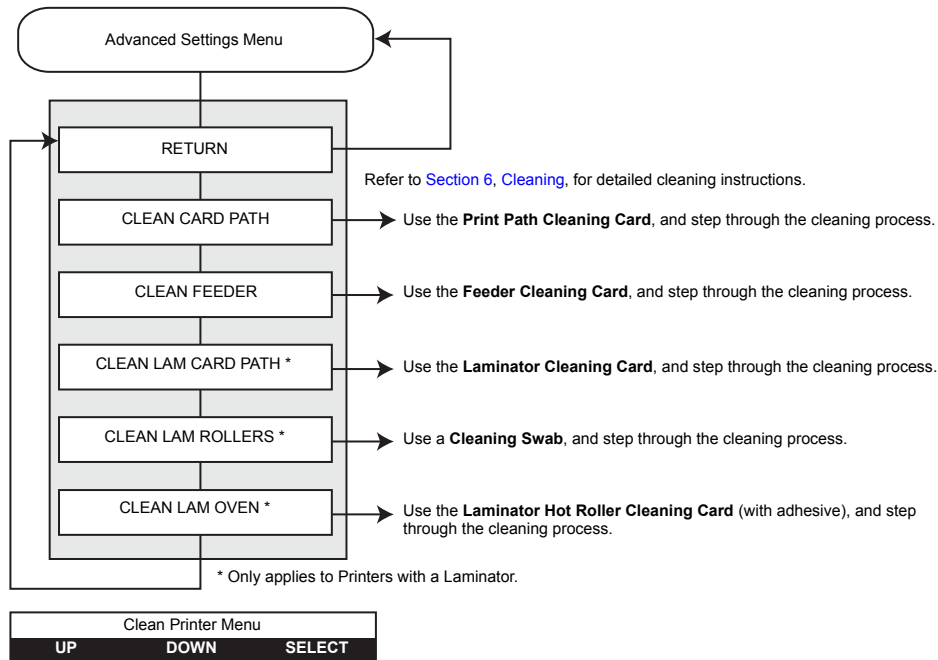 Advanced Settings Menu
RETURN
Refer to Section 6, Cleaning, for detailed cleaning instructions.
CLEAN CARD PATH
Use the Print Path Cleaning Card, and step through the cleaning process.
CLEAN FEEDER
Use the Feeder Cleaning Card, and step through the cleaning process.
CLEAN LAM CARD PATH *
Use the Laminator Cleaning Card, and step through the cleaning process.
CLEAN LAM ROLLERS *
Use a Cleaning Swab, and step through the cleaning process.
CLEAN LAM OVEN *
Use the Laminator Hot Roller Cleaning Card (with adhesive), and step
through the cleaning process.
* Only applies to Printers with a Laminator.
Clean Printer Menu
UP DOWN SELECT